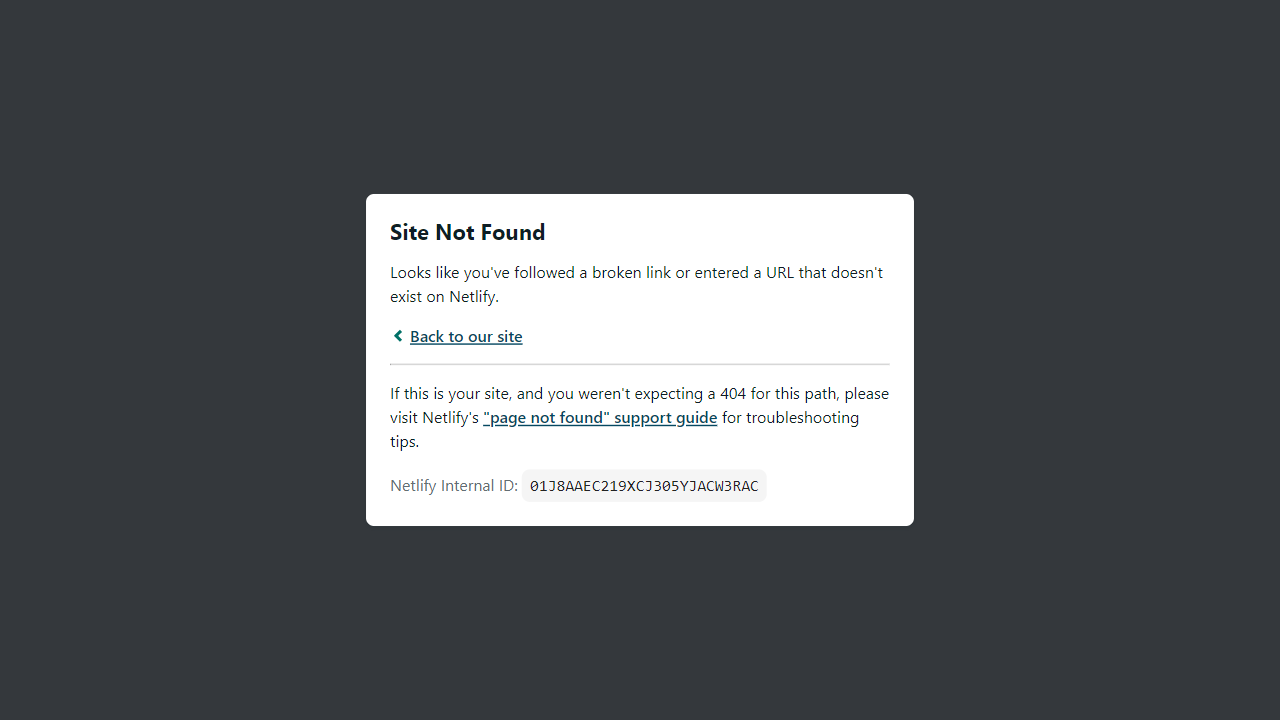 Site Not Found
Looks like you've followed a broken link or entered a URL that doesn't
exist on Netlify.
Back to our site
If this is your site, and you weren't expecting a 404 for this path, please
visit Netlify's "page not found" support guide for troubleshooting
tips.
Netlify Internal ID: 01J8AAEC219XCJ305YJACW3RAC